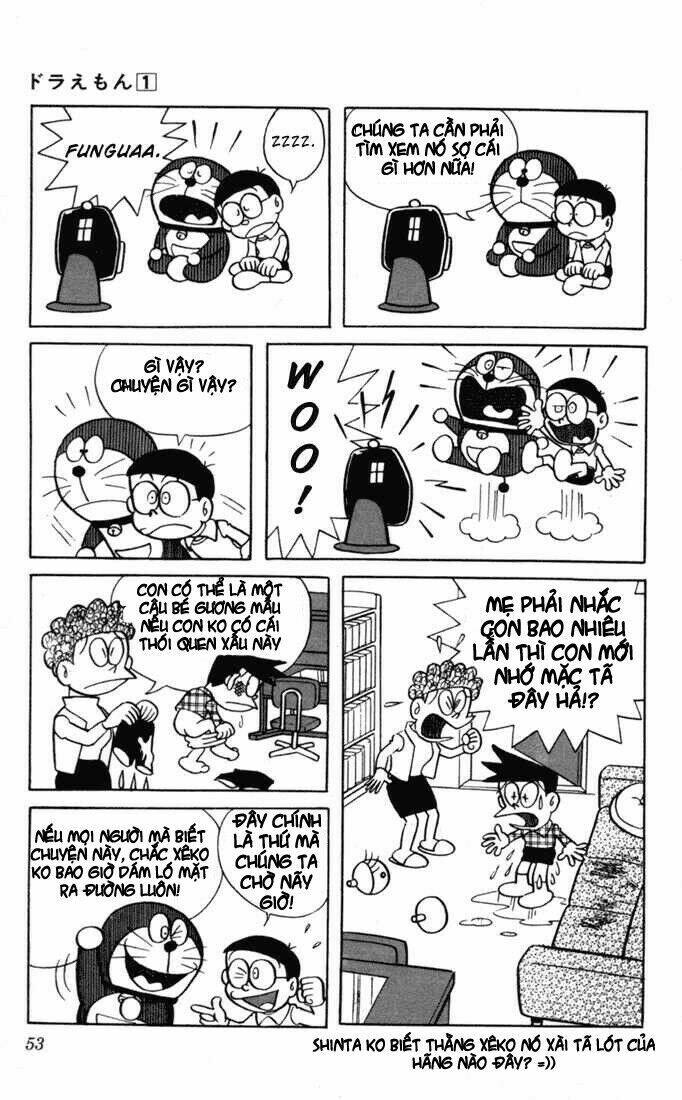 ドラえもん1
FUNGUAA.
ZZZZ.
CHÚNG TA CẦN PHẢI
TÌM XEM NÓ SỢ CÁI
GÌ HƠN NỮA!
GÌ VẬY?
CHUYỆN GÌ VẬY?
WOO!
CON CÓ THỂ LÀ MỘT
CẬU BÉ GƯƠNG MẪU
NẾU CON KO CÓ CÁI
THÓI QUEN XẤU NÀY
MẸ PHẢI NHẮC
CON BAO NHIÊU
LẦN THÌ CON MỚI
NHỚ MẶC TÃ
ĐÂY HẢ!?
NẾU MỌI NGƯỜI MÀ BIẾT
CHUYỆN NÀY, CHẮC XÊKO
KO BAO GIỜ DÁM LÓ MẶT
RA ĐƯỜNG LUÔN!
ĐÂY CHÍNH
LÀ THỨ MÀ
CHÚNG TA
CHỜ NÃY
GIỜ!
53
SHINTA KO BIẾT THẰNG XÊKO NÓ XÀI TÃ LÓT CỦA
HÃNG NÀO ĐÂY? =))